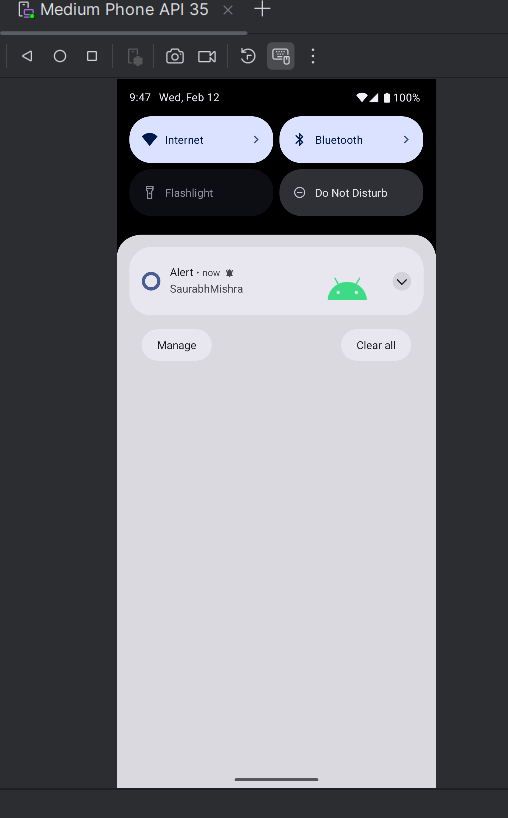 Medium Phone API 35
9:47 Wed, Feb 12 100%
Internet Bluetooth
Flashlight Do Not Disturb
Alert • now
SaurabhMishra
Manage Clear all